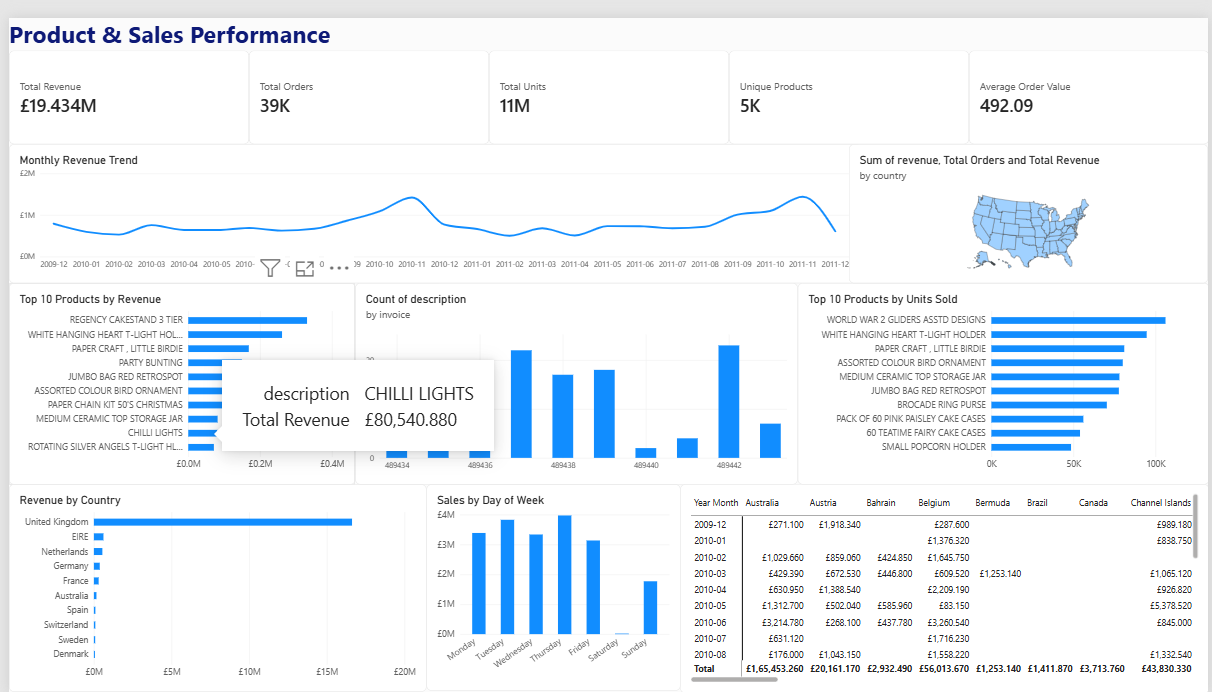 Product & Sales Performance
Total Revenue
£19.434M
Total Orders
39K
Total Units
11M
Unique Products
5K
Average Order Value
492.09
Monthly Revenue Trend
£2M
£1M
£0M
2009-12 2010-01 2010-02 2010-03 2010-04 2010-05 2010- 2010-10 2010-11 2010-12 2011-01 2011-02 2011-03 2011-04 2011-05 2011-06 2011-07 2011-08 2011-09 2011-10 2011-11 2011-12
Sum of revenue, Total Orders and Total Revenue
by country
Top 10 Products by Revenue
REGENCY CAKESTAND 3 TIER
WHITE HANGING HEART T-LIGHT HOL...
PAPER CRAFT , LITTLE BIRDIE
PARTY BUNTING
JUMBO BAG RED RETROSPOT
ASSORTED COLOUR BIRD ORNAMENT
PAPER CHAIN KIT 50'S CHRISTMAS
MEDIUM CERAMIC TOP STORAGE JAR
CHILLI LIGHTS
ROTATING SILVER ANGELS T-LIGHT HL...
£0.0M £0.2M £0.4M
description CHILLI LIGHTS
Total Revenue £80,540.880
Count of description
by invoice
0
489434 489436 489438 489440 489442
Top 10 Products by Units Sold
WORLD WAR 2 GLIDERS ASSTD DESIGNS
WHITE HANGING HEART T-LIGHT HOLDER
PAPER CRAFT , LITTLE BIRDIE
ASSORTED COLOUR BIRD ORNAMENT
MEDIUM CERAMIC TOP STORAGE JAR
JUMBO BAG RED RETROSPOT
BROCADE RING PURSE
PACK OF 60 PINK PAISLEY CAKE CASES
60 TEATIME FAIRY CAKE CASES
SMALL POPCORN HOLDER
0K 50K 100K
Revenue by Country
United Kingdom
EIRE
Netherlands
Germany
France
Australia
Spain
Switzerland
Sweden
Denmark
£0M £5M £10M £15M £20M
Sales by Day of Week
£4M
£3M
£2M
£1M
£0M
Monday Tuesday Wednesday Thursday Friday Saturday Sunday
Year Month Australia Austria Bahrain Belgium Bermuda Brazil Canada Channel Islands
2009-12 £271.100 £1,918.340 £287.600 £989.180
2010-01 £1,376.320 £838.750
2010-02 £1,029.660 £859.060 £424.850 £1,645.750
2010-03 £429.390 £672.530 £446.800 £609.520 £1,253.140 £1,065.120
2010-04 £630.950 £1,388.540 £2,209.190 £926.820
2010-05 £1,312.700 £502.040 £585.960 £83.150 £5,378.520
2010-06 £3,214.780 £268.100 £437.780 £3,260.540 £845.000
2010-07 £631.120 £1,716.230
2010-08 £176.000 £1,043.150 £1,558.220 £1,332.540
Total £1,65,453.260 £20,161.170 £2,932.490 £56,013.670 £1,253.140 £1,411.870 £3,713.760 £43,830.330